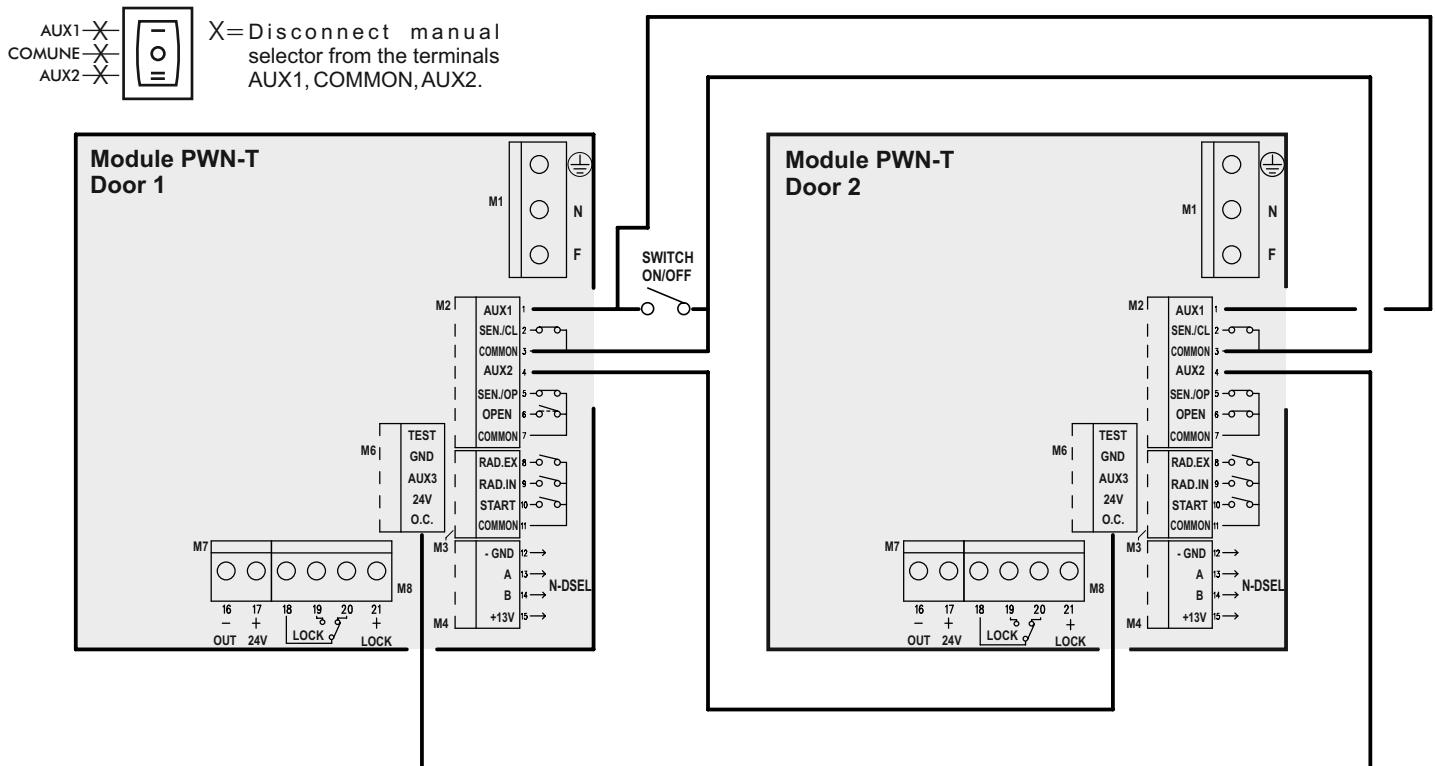 AUX1
COMUNE
AUX2
X= Disconnect manual
selector from the terminals
AUX1, COMMON, AUX2.
Module PWN-T
Door 1
M1
N
F
SWITCH
ON/OFF
M2
AUX1 1
SEN./CL 2
COMMON 3
AUX2 4
SEN./OP 5
OPEN 6
COMMON 7
M6
TEST
GND
AUX3
24V
O.C.
RAD.EX 8
RAD.IN 9
START 10
COMMON 11
M3
- GND 12
A 13
B 14
+13V 15
N-DSEL
M4
M7
M8
16 17 18 19 20 21
− + +
OUT 24V LOCK LOCK
Module PWN-T
Door 2
M1
N
F
M2
AUX1 1
SEN./CL 2
COMMON 3
AUX2 4
SEN./OP 5
OPEN 6
COMMON 7
M6
TEST
GND
AUX3
24V
O.C.
RAD.EX 8
RAD.IN 9
START 10
COMMON 11
M3
- GND 12
A 13
B 14
+13V 15
N-DSEL
M4
M7
M8
16 17 18 19 20 21
− + +
OUT 24V LOCK LOCK